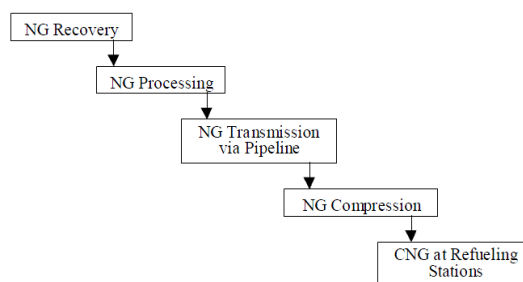 NG Recovery
NG Processing
NG Transmission
via Pipeline
NG Compression
CNG at Refueling
Stations